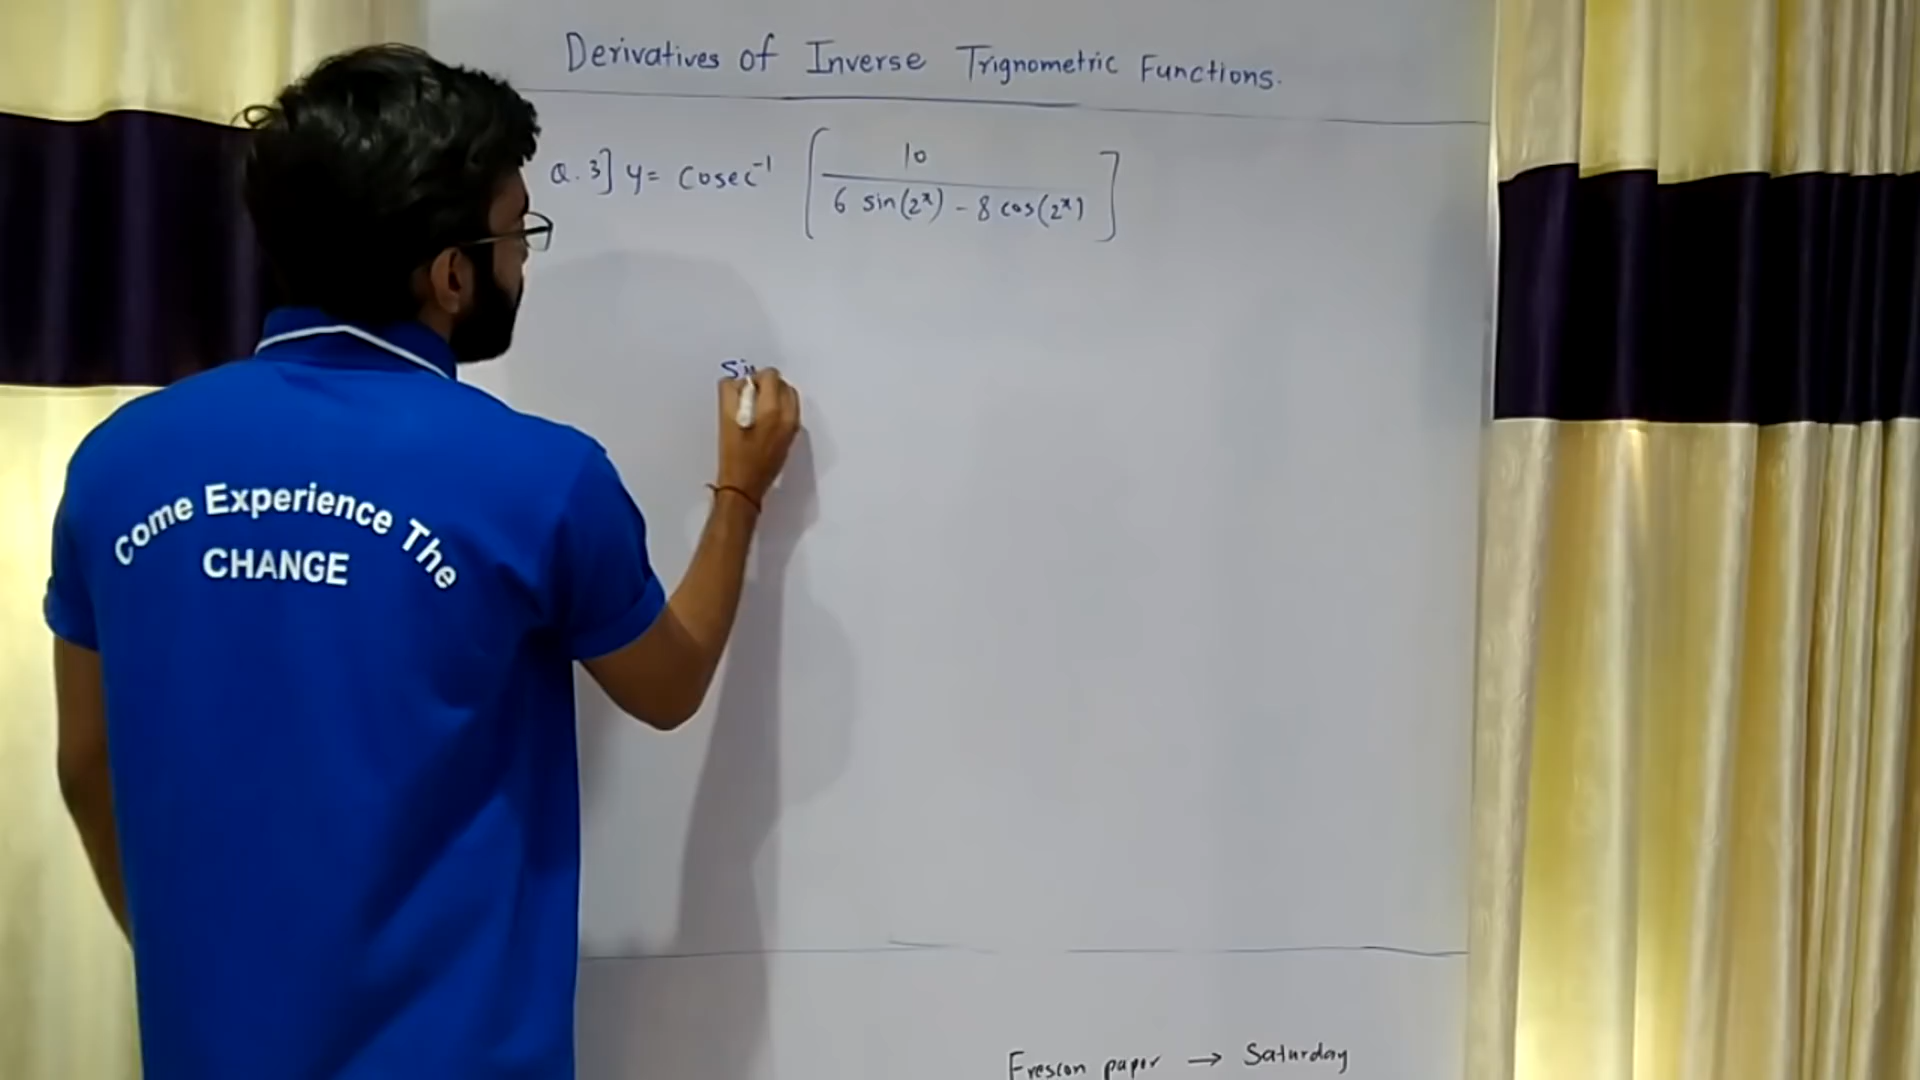 Derivatives of Inverse Trignometric Functions.
Q. 3] y = cosec⁻¹ [ 10 / 6 sin(2ˣ) - 8 cos(2ˣ) ]
Come Experience The
CHANGE
paper → Saturday